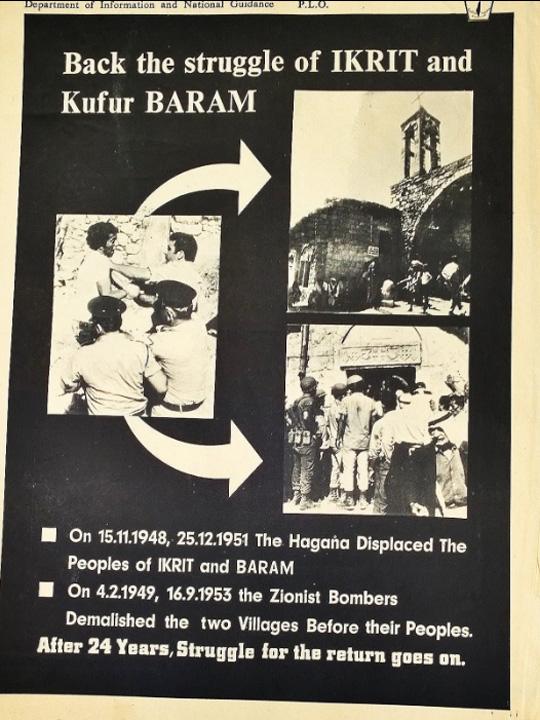 Department of Information and National Guidance P.L.O.
Back the struggle of IKRIT and
Kufur BARAM
On 15.11.1948, 25.12.1951 The Hagaña Displaced The
Peoples of IKRIT and BARAM
On 4.2.1949, 16.9.1953 the Zionist Bombers
Demalished the two Villages Before their Peoples.
After 24 Years, Struggle for the return goes on.